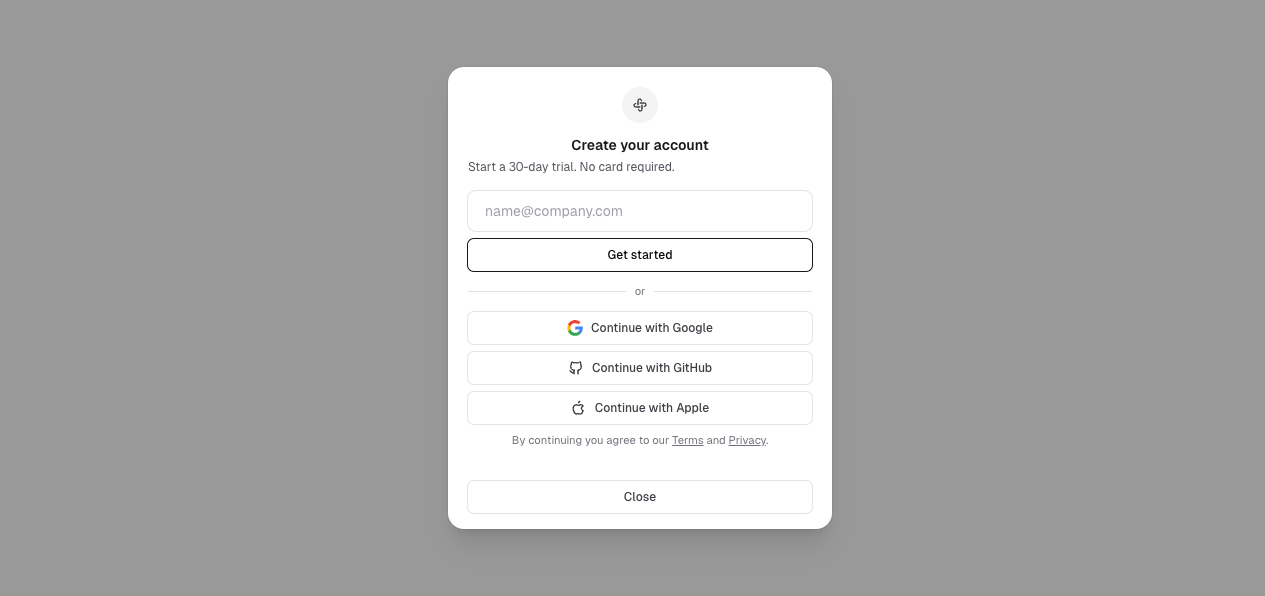 Create your account
Start a 30-day trial. No card required.
name@company.com
Get started
or
Continue with Google
Continue with GitHub
Continue with Apple
By continuing you agree to our Terms and Privacy.
Close